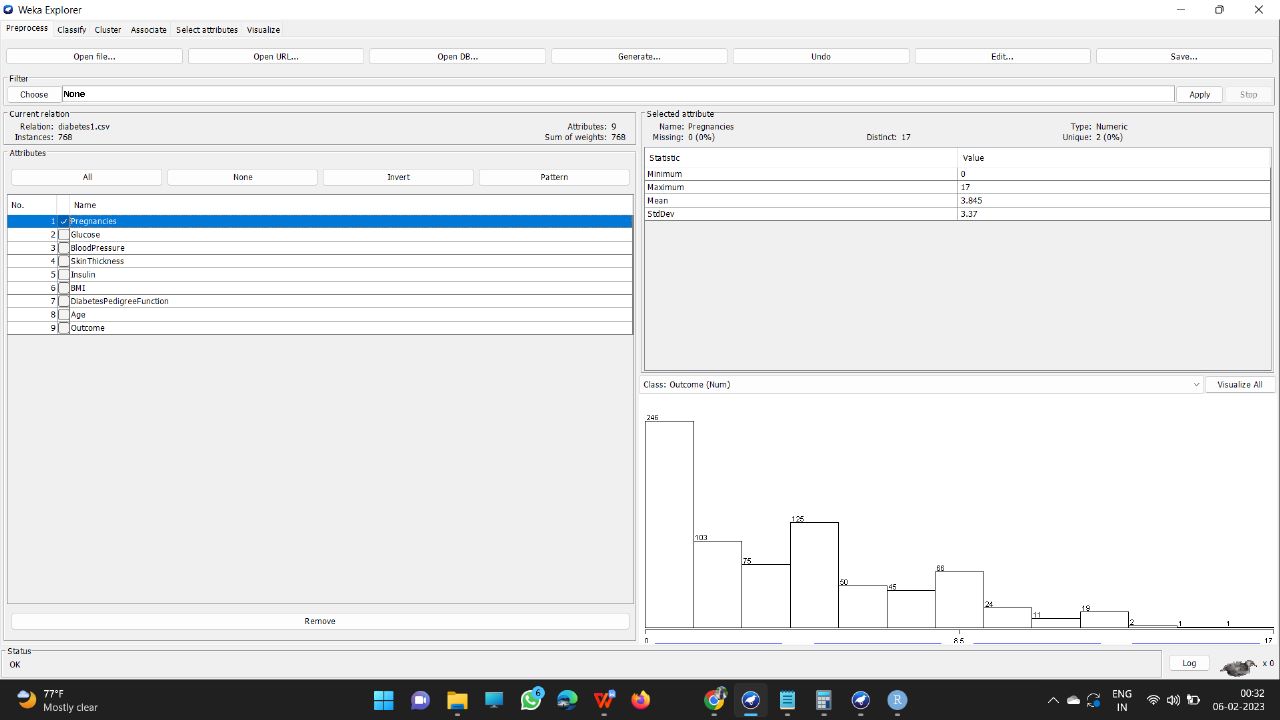 Weka Explorer
Preprocess Classify Cluster Associate Select attributes Visualize
Open file... Open URL... Open DB... Generate... Undo Edit... Save...
Filter
Choose None Apply Stop
Current relation
Relation: diabetes1.csv Attributes: 9
Instances: 768 Sum of weights: 768
Attributes
All None Invert Pattern
No. Name
1 Pregnancies
2 Glucose
3 BloodPressure
4 SkinThickness
5 Insulin
6 BMI
7 DiabetesPedigreeFunction
8 Age
9 Outcome
Remove
Selected attribute
Name: Pregnancies Type: Numeric
Missing: 0 (0%) Distinct: 17 Unique: 2 (0%)
Statistic Value
Minimum 0
Maximum 17
Mean 3.845
StdDev 3.37
Class: Outcome (Num) Visualize All
246
103
75
125
50
45
66
24
11
19
2
1
1
0 8.5 17
Status
OK
Log x 0
77°F
Mostly clear
6
ENG
IN
00:32
06-02-2023